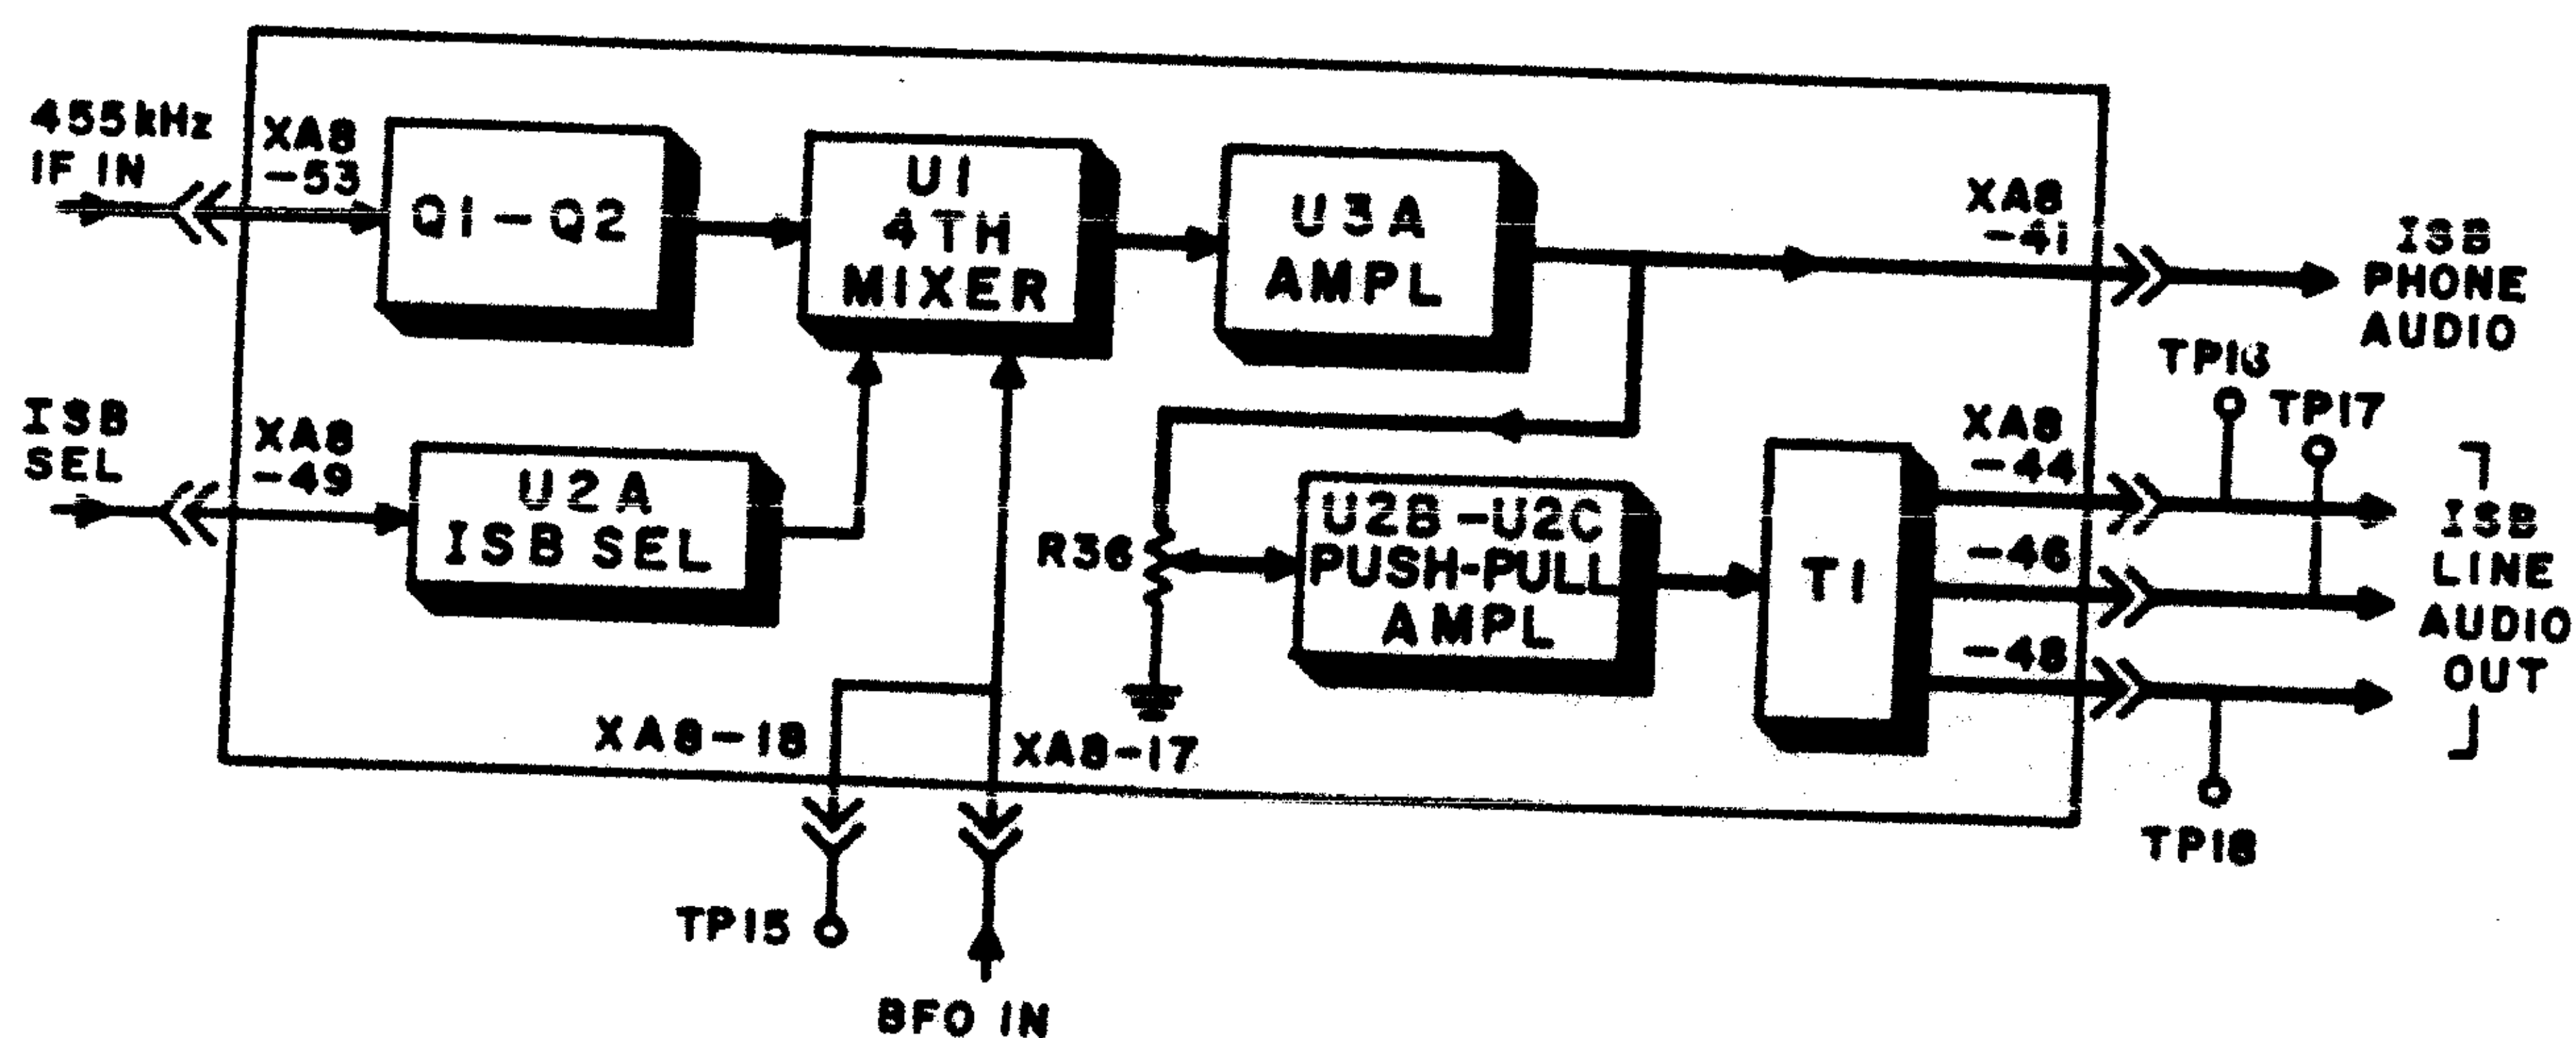 455kHz
IF IN
XA8
-53
Q1-Q2
U1
4TH
MIXER
U3A
AMPL
XA8
-41
ISB
PHONE
AUDIO
ISB
SEL
XA8
-49
U2A
ISB SEL
R36
U2B-U2C
PUSH-PULL
AMPL
T1
XA8
-44
-46
-48
TP16
TP17
ISB
LINE
AUDIO
OUT
TP18
XA8-18
XA8-17
TP15
BFO IN